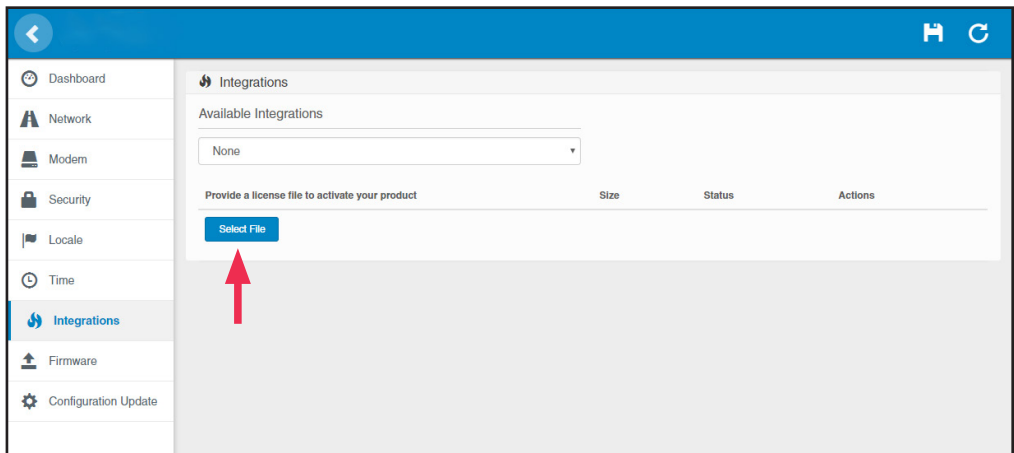 Dashboard
Network
Modem
Security
Locale
Time
Integrations
Firmware
Configuration Update
Integrations
Available Integrations
None
Provide a license file to activate your product Size Status Actions
Select File